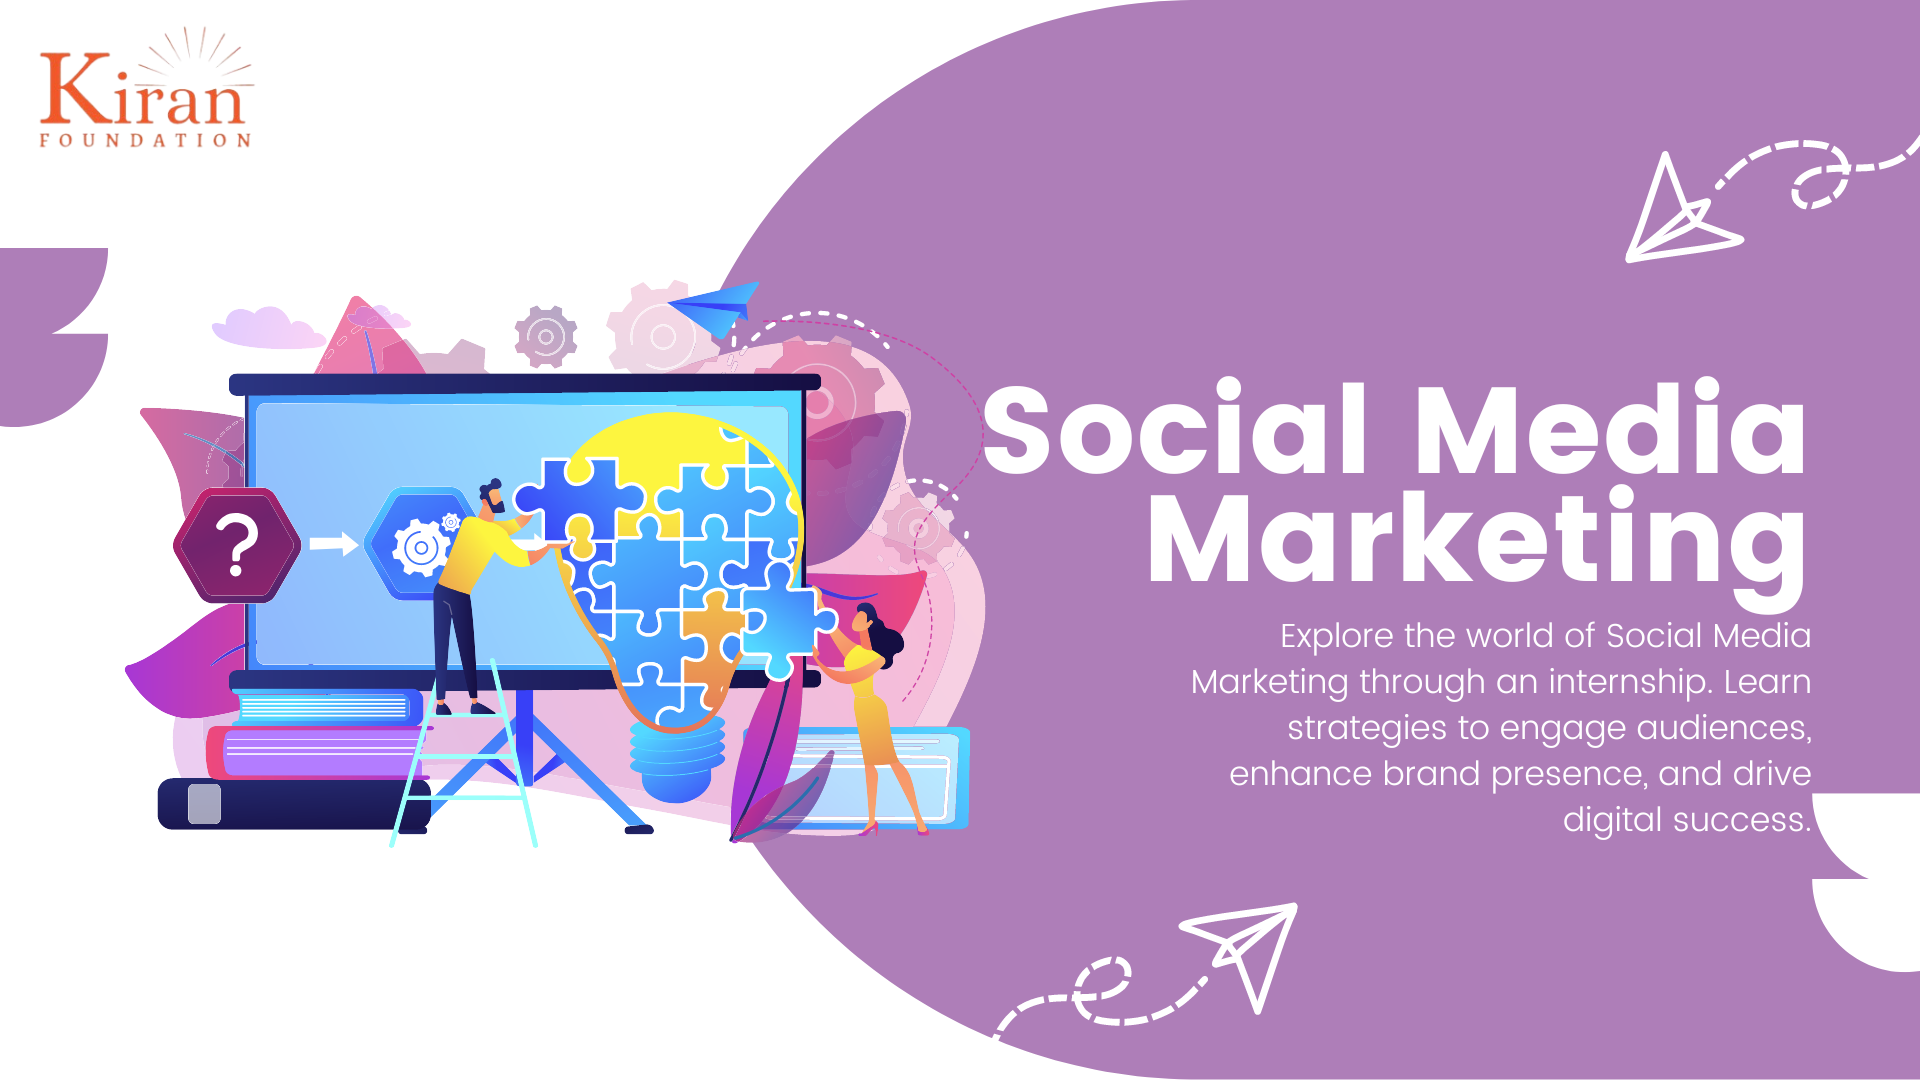 Kiran
FOUNDATION
?
Social Media
Marketing
Explore the world of Social Media
Marketing through an internship. Learn
strategies to engage audiences,
enhance brand presence, and drive
digital success.